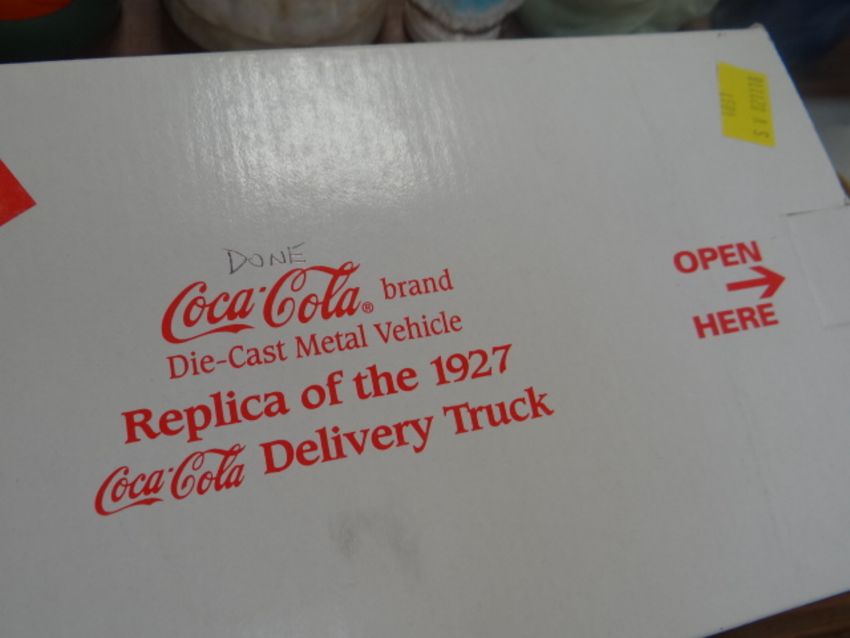 DONE
Coca-Cola® brand
Die-Cast Metal Vehicle
Replica of the 1927
Coca-Cola Delivery Truck
OPEN
HERE